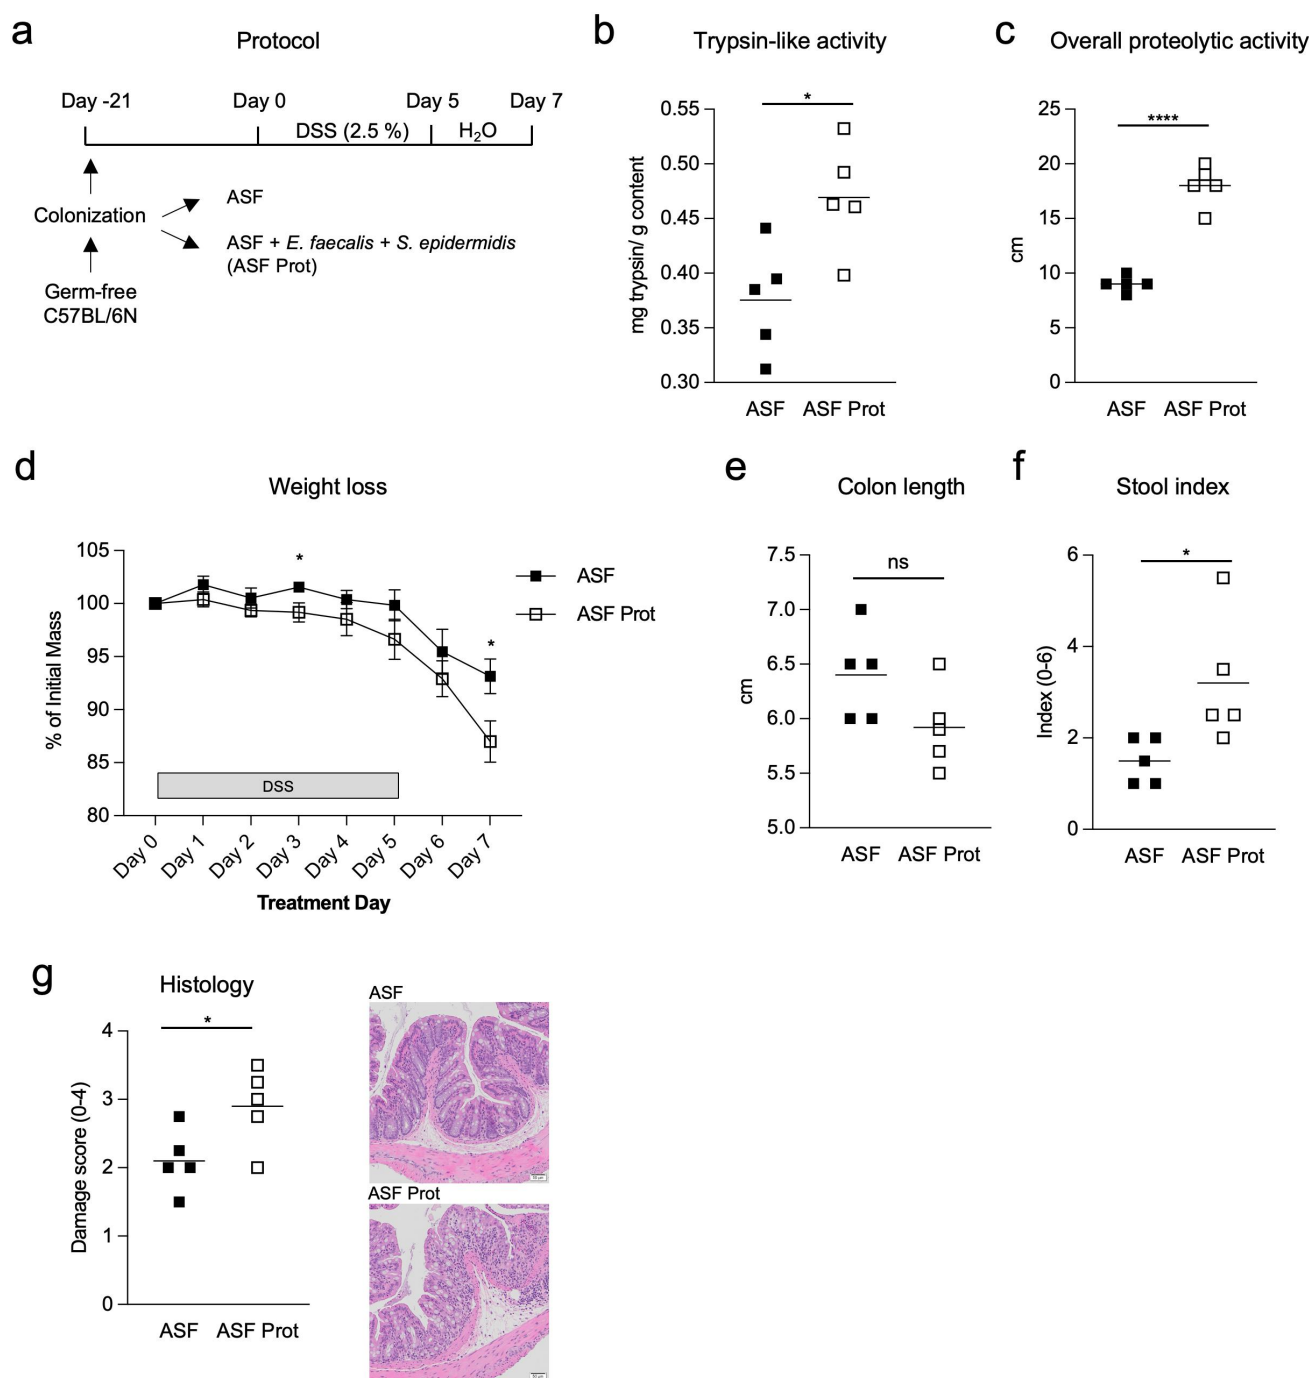 a
Protocol
Day -21
Day 0
Day 5
Day 7
DSS (2.5 %)
H₂O
Colonization
ASF
ASF + E. faecalis + S. epidermidis
(ASF Prot)
Germ-free
C57BL/6N
b
Trypsin-like activity
*
0.55
0.50
0.45
0.40
0.35
0.30
mg trypsin/ g content
ASF
ASF Prot
c
Overall proteolytic activity
****
25
20
15
10
5
0
cm
ASF
ASF Prot
d
Weight loss
105
100
95
90
85
80
% of Initial Mass
*
*
ASF
ASF Prot
DSS
Day 0
Day 1
Day 2
Day 3
Day 4
Day 5
Day 6
Day 7
Treatment Day
e
Colon length
ns
7.5
7.0
6.5
6.0
5.5
5.0
cm
ASF
ASF Prot
f
Stool index
*
6
4
2
0
Index (0-6)
ASF
ASF Prot
g
Histology
*
4
3
2
1
0
Damage score (0-4)
ASF
ASF Prot
ASF
ASF Prot